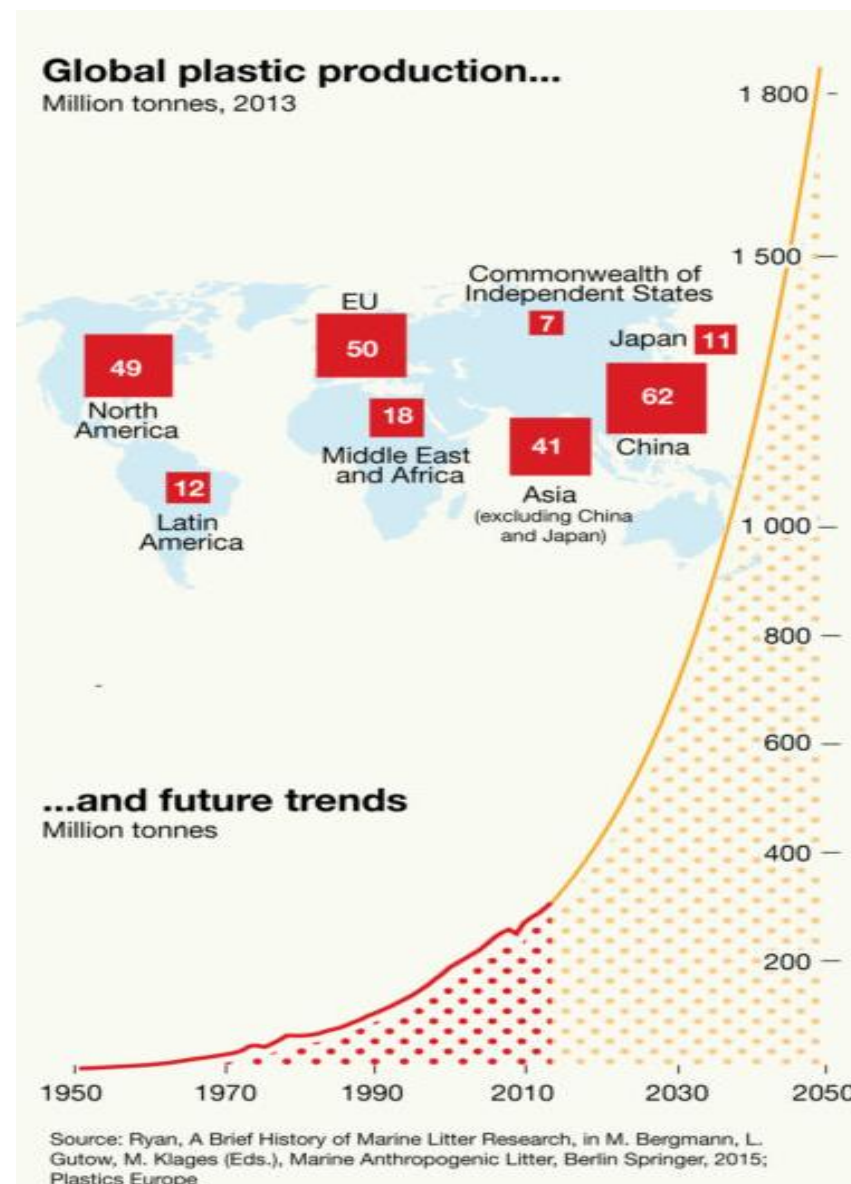 Global plastic production...
Million tonnes, 2013
1 800
1 500
Commonwealth of
Independent States
7
EU
50
Japan 11
49
North
America
62
China
18
Middle East
and Africa
41
Asia
(excluding China
and Japan)
12
Latin
America
1 000
800
600
...and future trends
Million tonnes
400
200
1950 1970 1990 2010 2030 2050
Source: Ryan, A Brief History of Marine Litter Research, in M. Bergmann, L.
Gutow, M. Klages (Eds.), Marine Anthropogenic Litter, Berlin Springer, 2015;
Plastics Europe